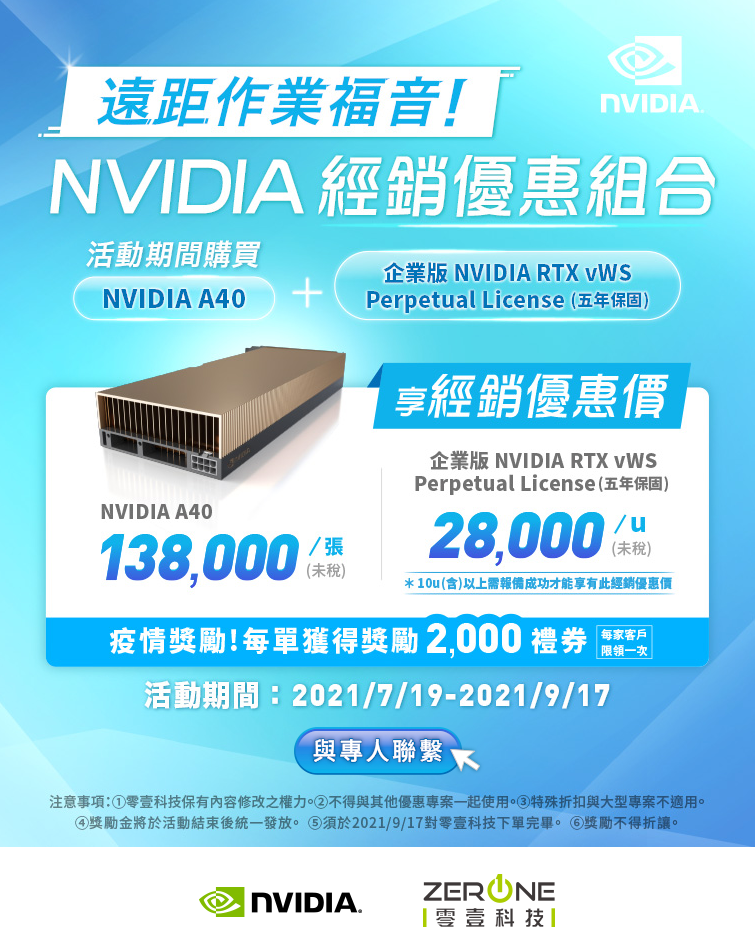 NVIDIA
遠距作業福音!
NVIDIA 經銷優惠組合
活動期間購買
NVIDIA A40
+
企業版 NVIDIA RTX vWS
Perpetual License (五年保固)
享經銷優惠價
NVIDIA A40
138,000 /張
(未稅)
企業版 NVIDIA RTX vWS
Perpetual License (五年保固)
28,000 /u
(未稅)
＊10u(含)以上需報備成功才能享有此經銷優惠價
疫情獎勵!每單獲得獎勵 2,000 禮券 每家客戶
限領一次
活動期間：2021/7/19-2021/9/17
與專人聯繫
注意事項:①零壹科技保有內容修改之權力。②不得與其他優惠專案一起使用。③特殊折扣與大型專案不適用。
④獎勵金將於活動結束後統一發放。 ⑤須於2021/9/17對零壹科技下單完畢。 ⑥獎勵不得折讓。
NVIDIA.
ZERONE
零壹科技